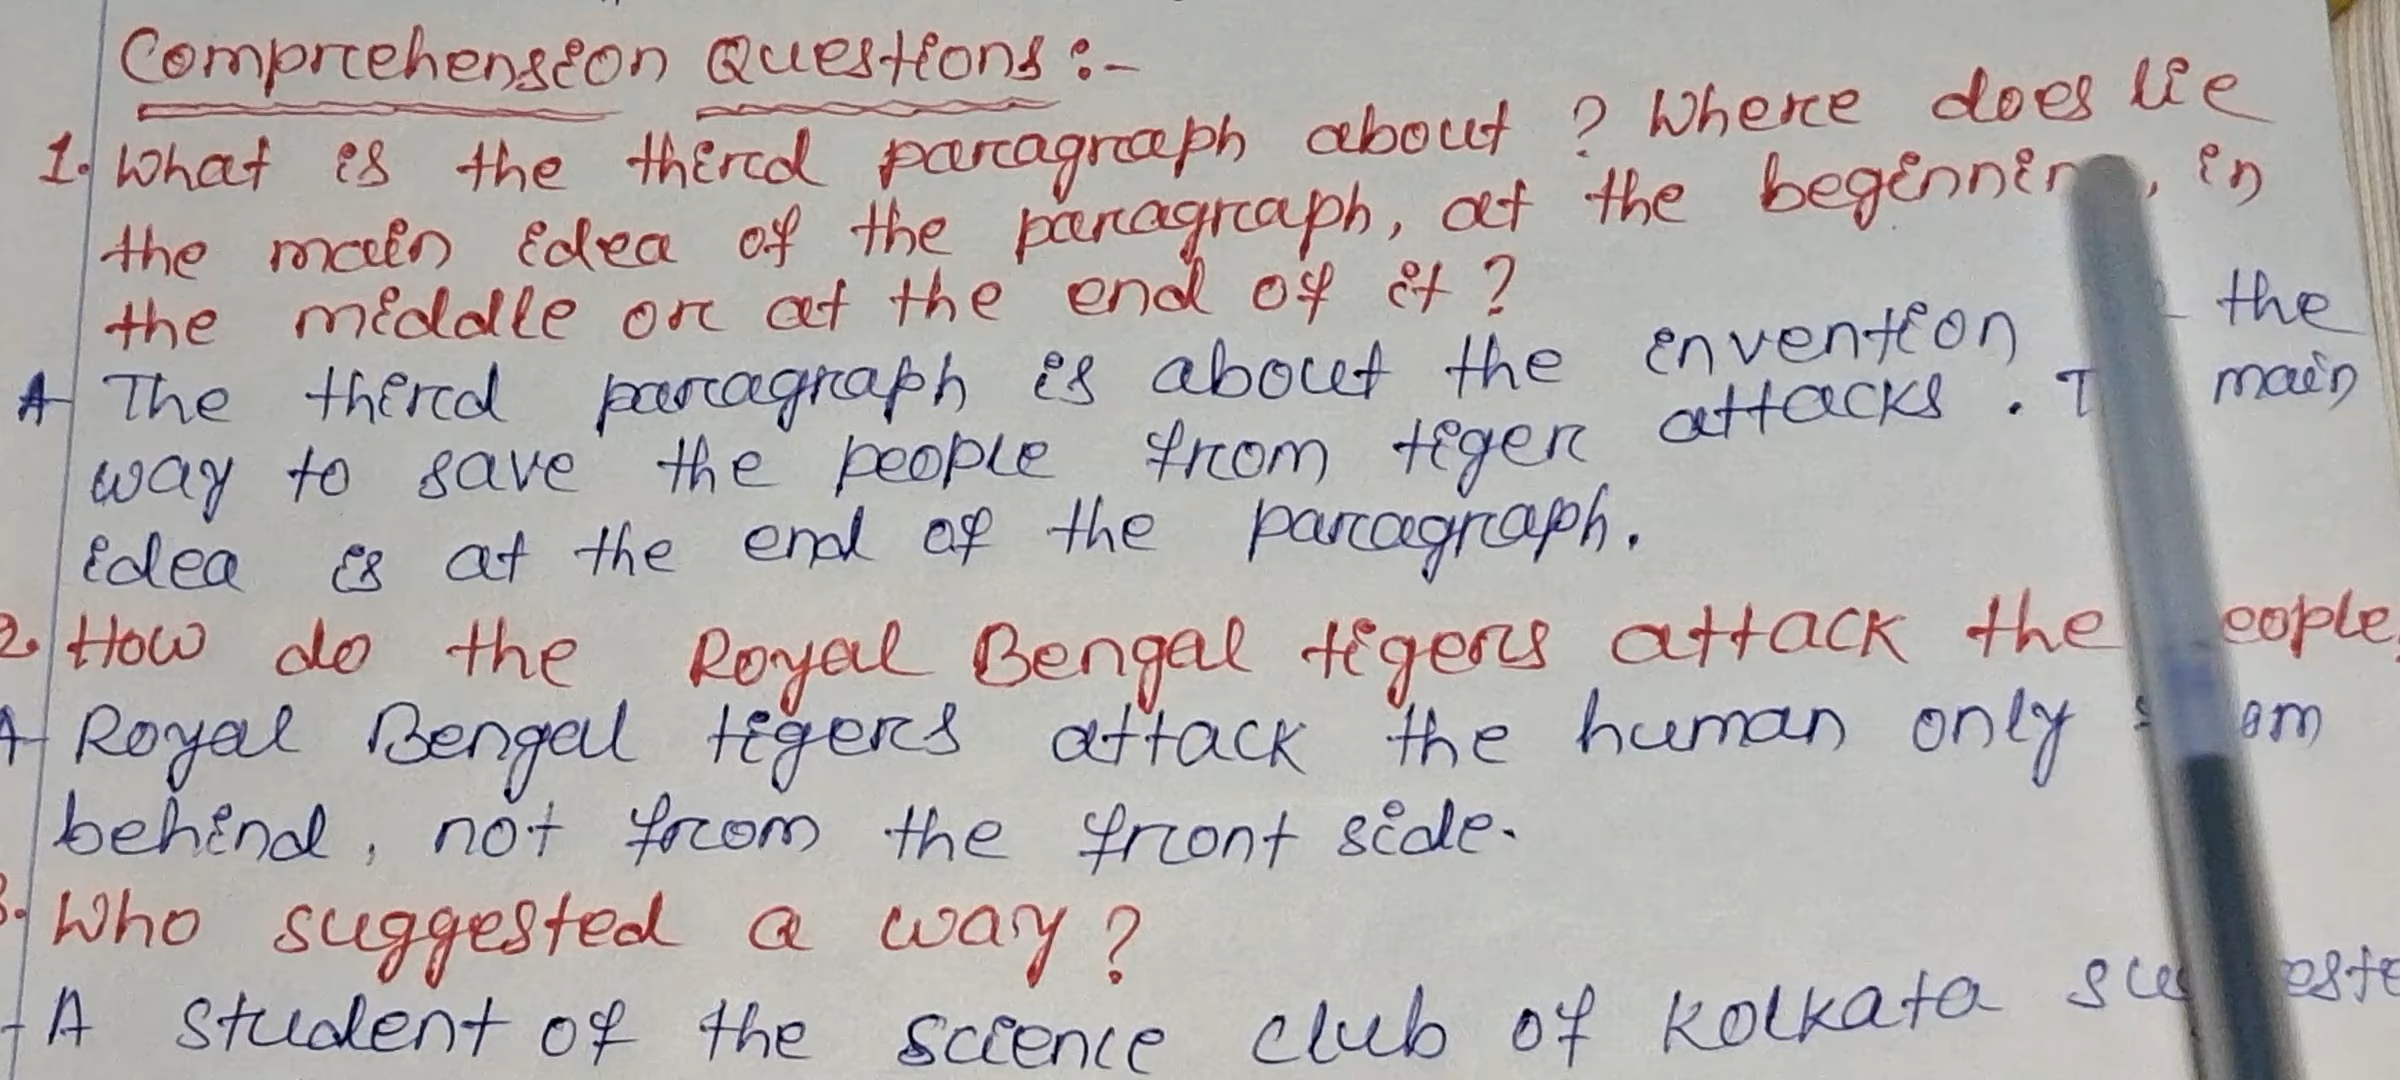 Comprehension Questions :-
1. What is the third paragraph about ? Where does lie
the main idea of the paragraph, at the beginnin, in
the middle or at the end of it ?
A The third paragraph is about the invention the
way to save the people from tiger attacks. main
idea is at the end of the paragraph.
2. How do the Royal Bengal tigers attack the
A Royal Bengal tigers attack the human only
behind, not from the front side.
3. Who suggested a way ?
A student of the science club of Kolkata